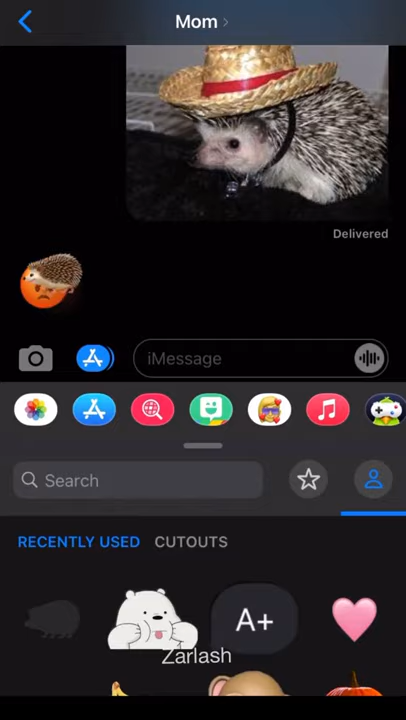 Mom
Delivered
iMessage
Search
RECENTLY USED CUTOUTS
A+
Zarlash